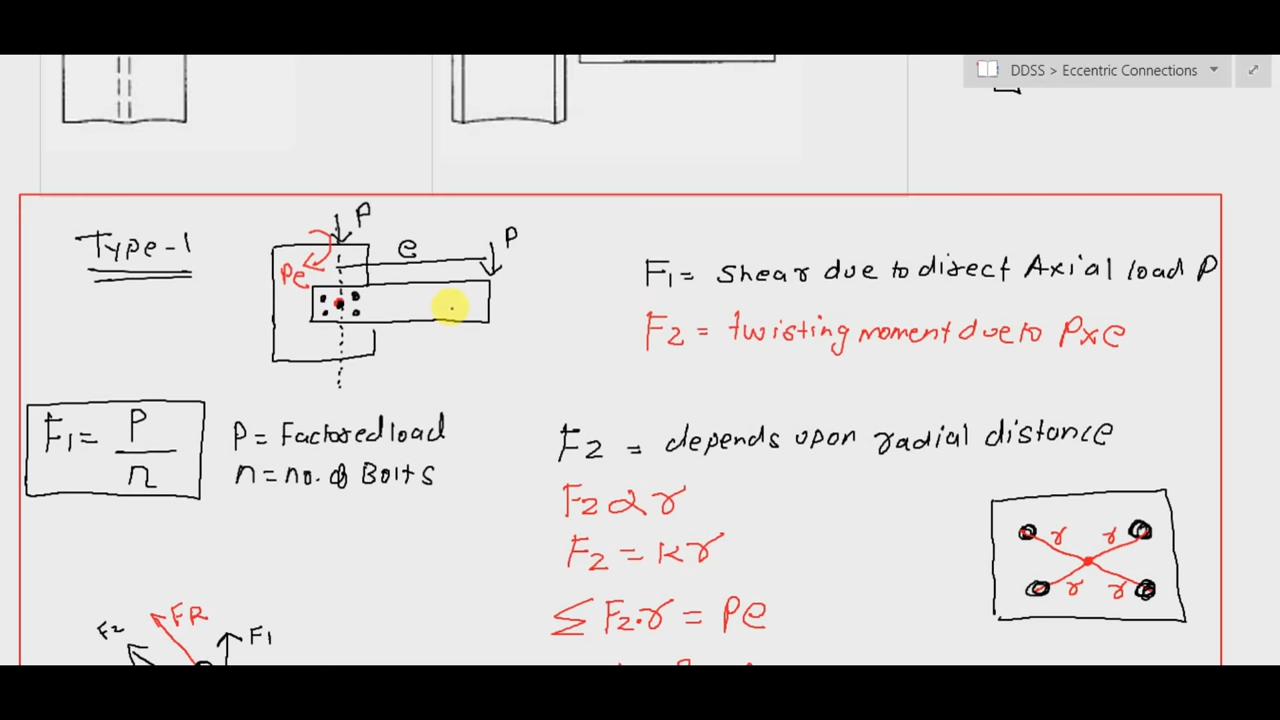 DDSS > Eccentric Connections
Type-1
P
e
P
Pe
F1 = Shear due to direct Axial load P
F2 = twisting moment due to P×e
F1 = P/n
P = Factored load
n = no. of Bolts
F2 = depends upon radial distance
F2 α r
F2 = kr
∑ F2.r = Pe
r r
r r
F2
FR
F1